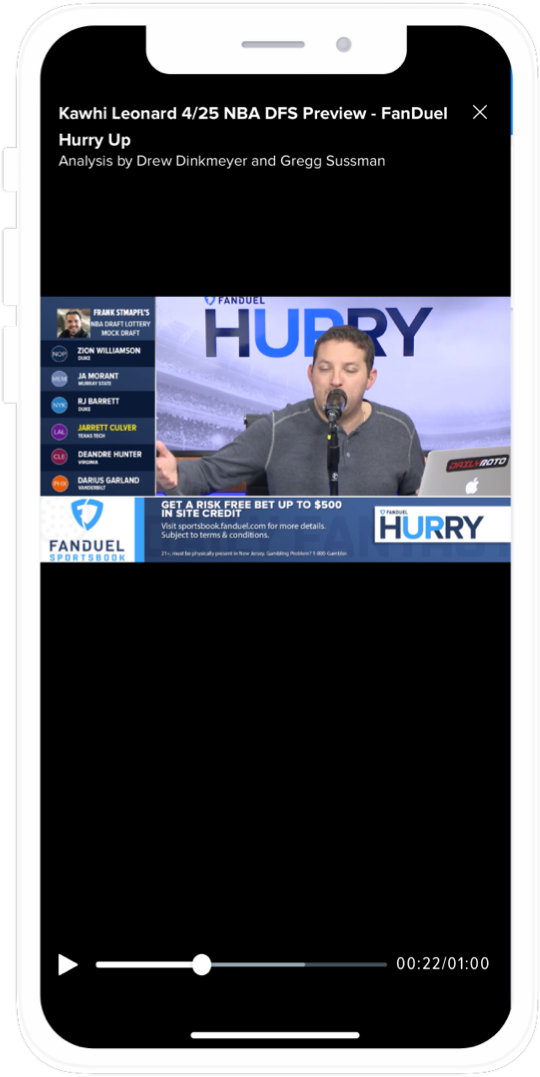 Kawhi Leonard 4/25 NBA DFS Preview - FanDuel
Hurry Up
Analysis by Drew Dinkmeyer and Gregg Sussman
FANDUEL
HURRY
FRANK STMAPFL'S
NBA DRAFT LOTTERY
MOCK DRAFT
NOP
ZION WILLIAMSON
DUKE
MEM
JA MORANT
MURRAY STATE
NYK
RJ BARRETT
DUKE
LAL
JARRETT CULVER
TEXAS TECH
CLE
DEANDRE HUNTER
VIRGINIA
PHX
DARIUS GARLAND
VANDERBILT
DAILYROTO
FANDUEL
SPORTSBOOK
GET A RISK FREE BET UP TO $500
IN SITE CREDIT
Visit sportsbook.fanduel.com for more details.
Subject to terms & conditions.
21+, must be physically present in New Jersey. Gambling Problem? 1-800-Gambler.
FANDUEL
HURRY
00:22/01:00